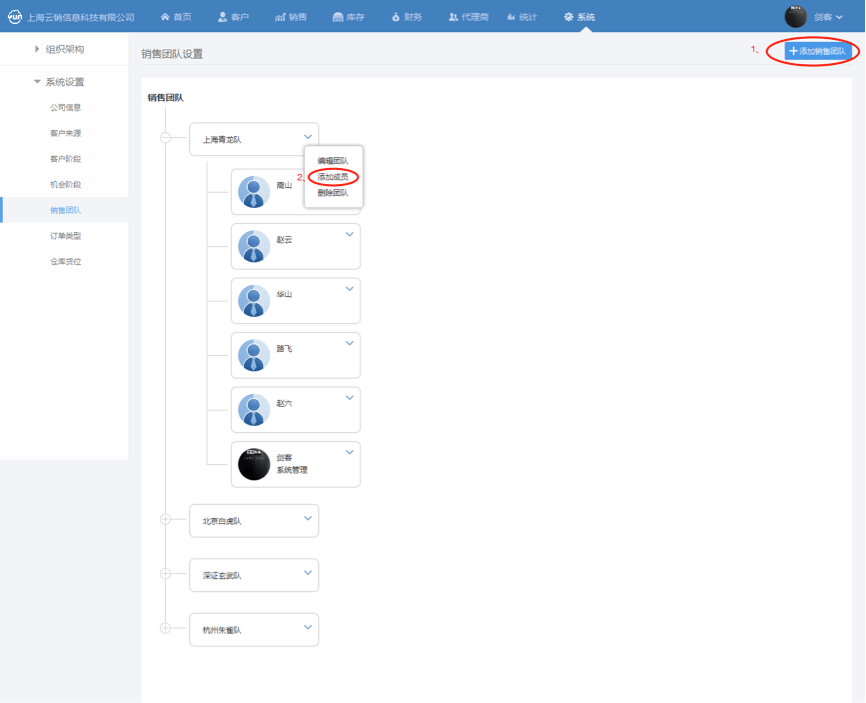 上海云销信息科技有限公司 首页 客户 销售 库存 财务 代理商 统计 系统 剑客
组织架构
系统设置
公司信息
客户来源
客户阶段
机会阶段
销售团队
订单类型
仓库货位
销售团队设置
1、
+添加销售团队
销售团队
上海青龙队
编辑团队
2、
添加成员
删除团队
周山
赵云
华山
路飞
赵六
剑客
系统管理
北京白虎队
深证玄武队
杭州朱雀队